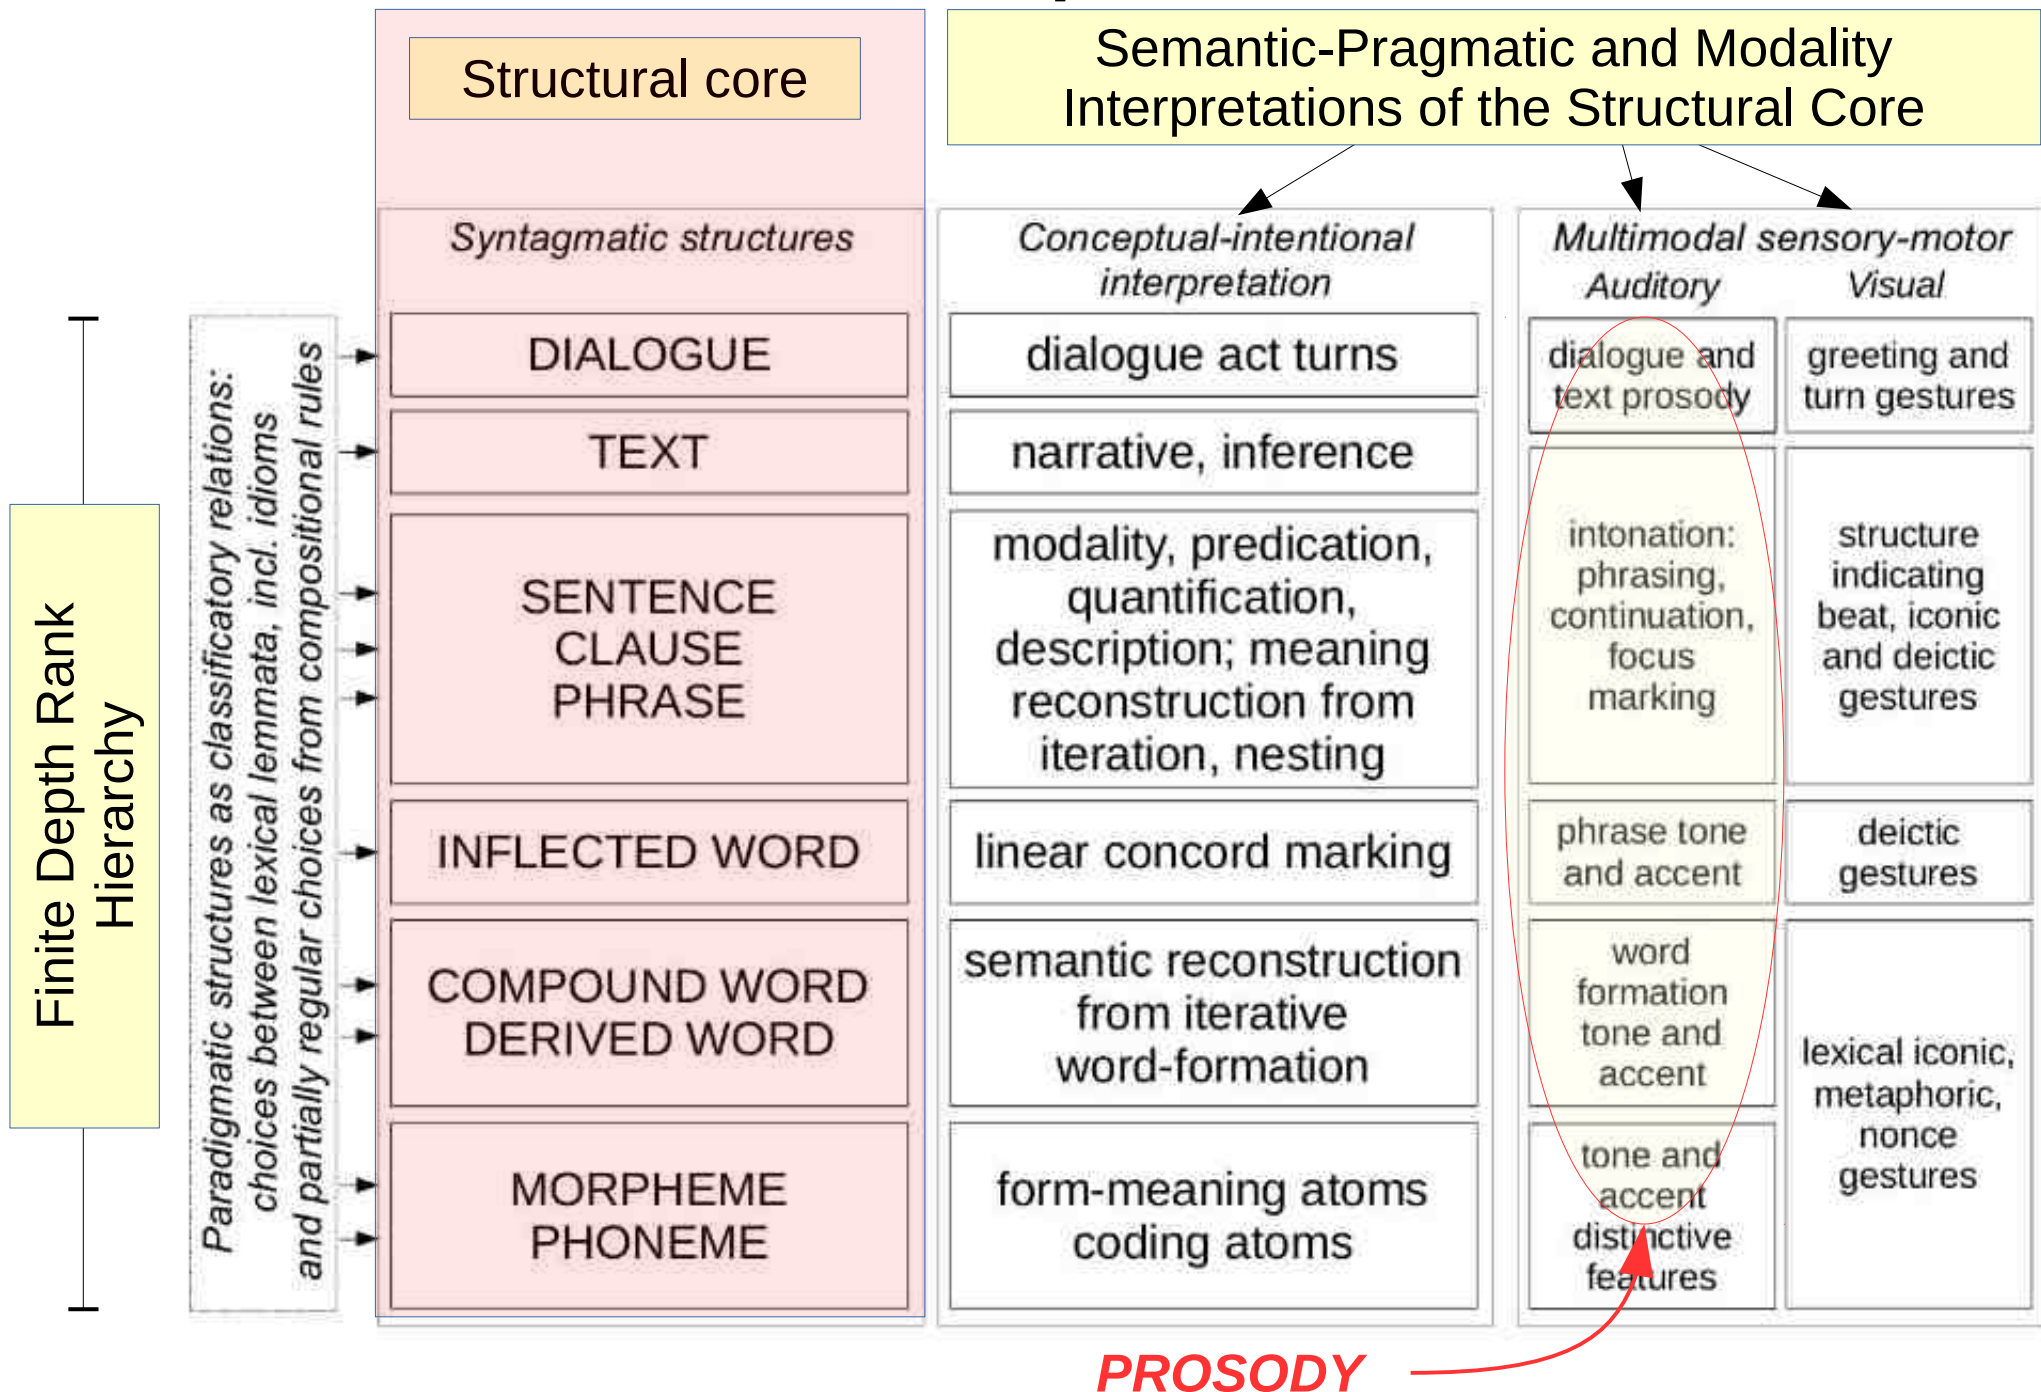 Structural core
Semantic-Pragmatic and Modality
Interpretations of the Structural Core
Finite Depth Rank
Hierarchy
Paradigmatic structures as classificatory relations:
choices between lexical lemmata, incl. idioms
and partially regular choices from compositional rules
Syntagmatic structures
DIALOGUE
TEXT
SENTENCE
CLAUSE
PHRASE
INFLECTED WORD
COMPOUND WORD
DERIVED WORD
MORPHEME
PHONEME
Conceptual-intentional
interpretation
dialogue act turns
narrative, inference
modality, predication,
quantification,
description; meaning
reconstruction from
iteration, nesting
linear concord marking
semantic reconstruction
from iterative
word-formation
form-meaning atoms
coding atoms
Multimodal sensory-motor
Auditory
dialogue and
text prosody
intonation:
phrasing,
continuation,
focus
marking
phrase tone
and accent
word
formation
tone and
accent
tone and
accent
distinctive
features
Visual
greeting and
turn gestures
structure
indicating
beat, iconic
and deictic
gestures
deictic
gestures
lexical iconic,
metaphoric,
nonce
gestures
PROSODY